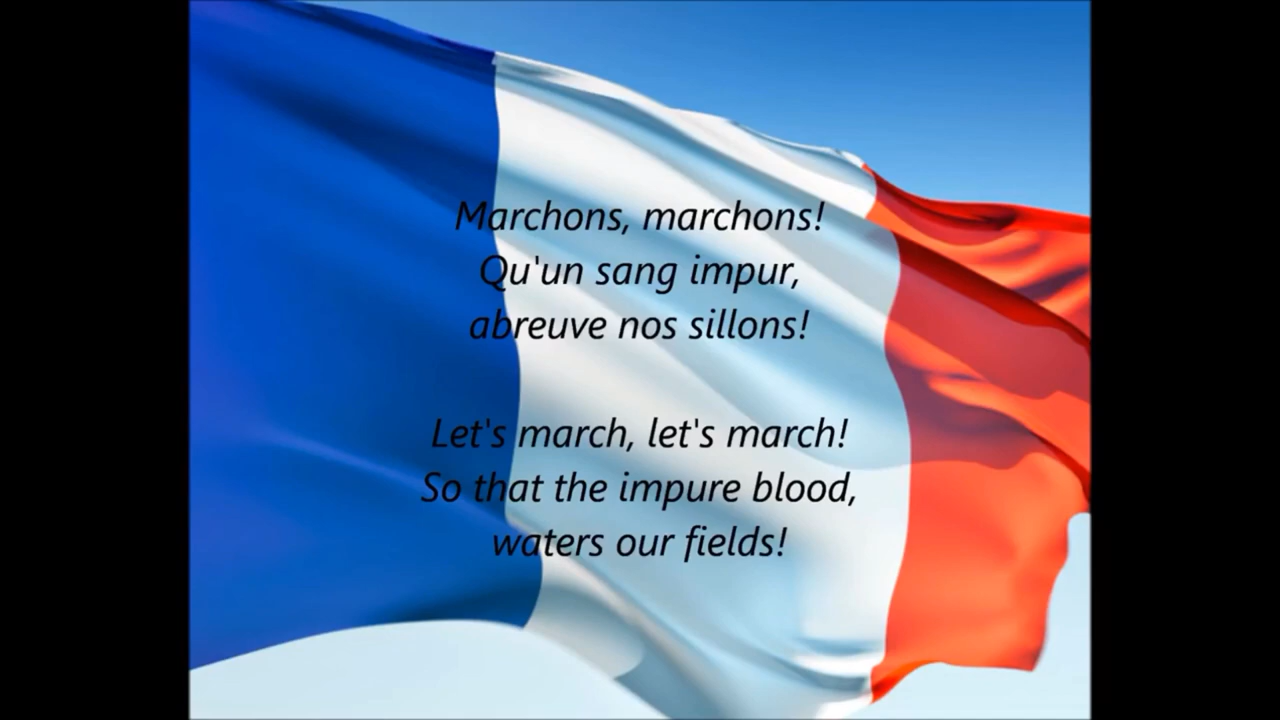 Marchons, marchons!
Qu'un sang impur,
abreuve nos sillons!
Let's march, let's march!
So that the impure blood,
waters our fields!